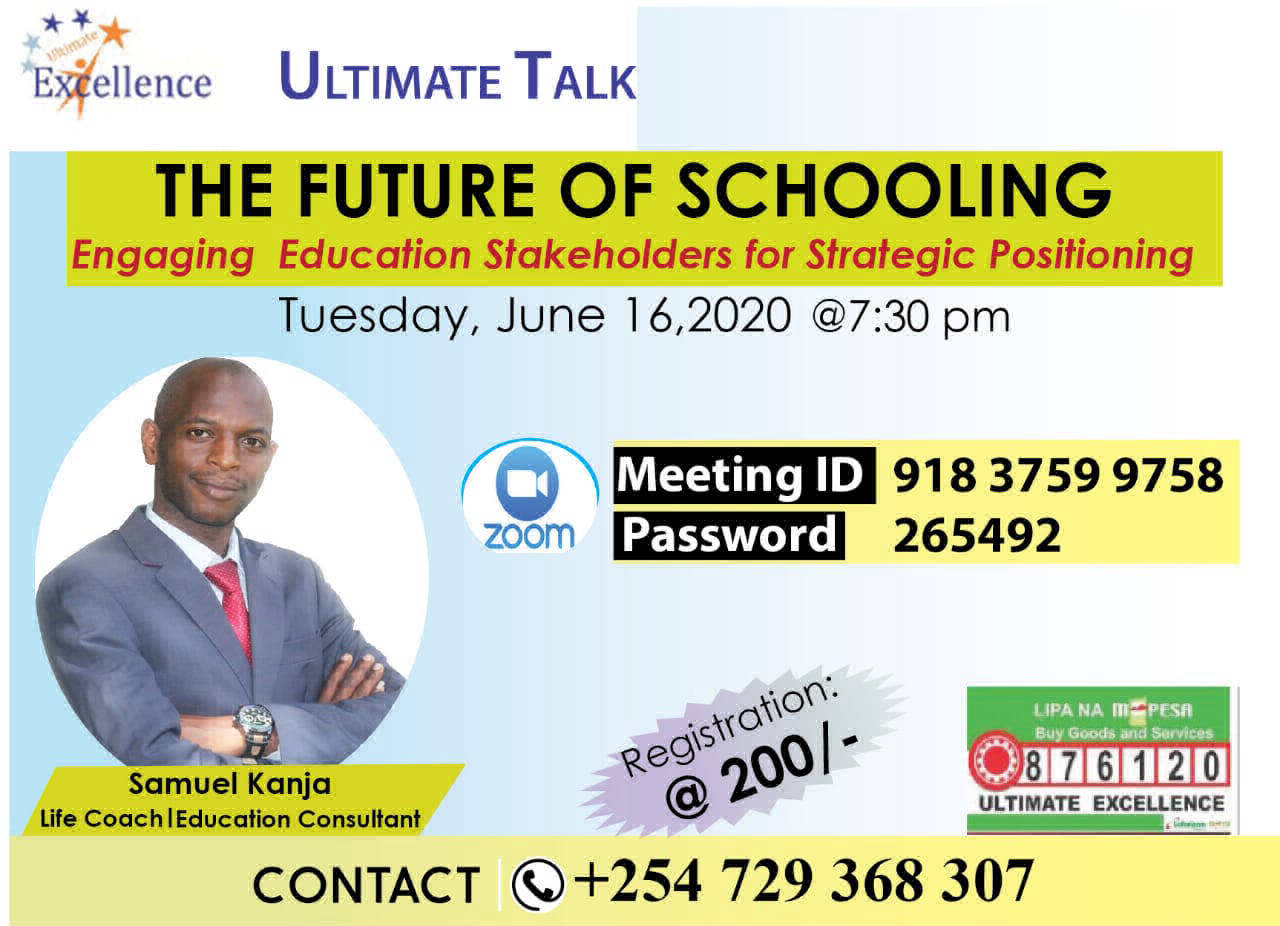 Ultimate
Excellence
ULTIMATE TALK
THE FUTURE OF SCHOOLING
Engaging Education Stakeholders for Strategic Positioning
Tuesday, June 16,2020 @7:30 pm
zoom
Meeting ID 918 3759 9758
Password 265492
Registration:
@ 200/-
LIPA NA M-PESA
Buy Goods and Services
876120
ULTIMATE EXCELLENCE
Safaricom
Samuel Kanja
Life Coach|Education Consultant
CONTACT +254 729 368 307